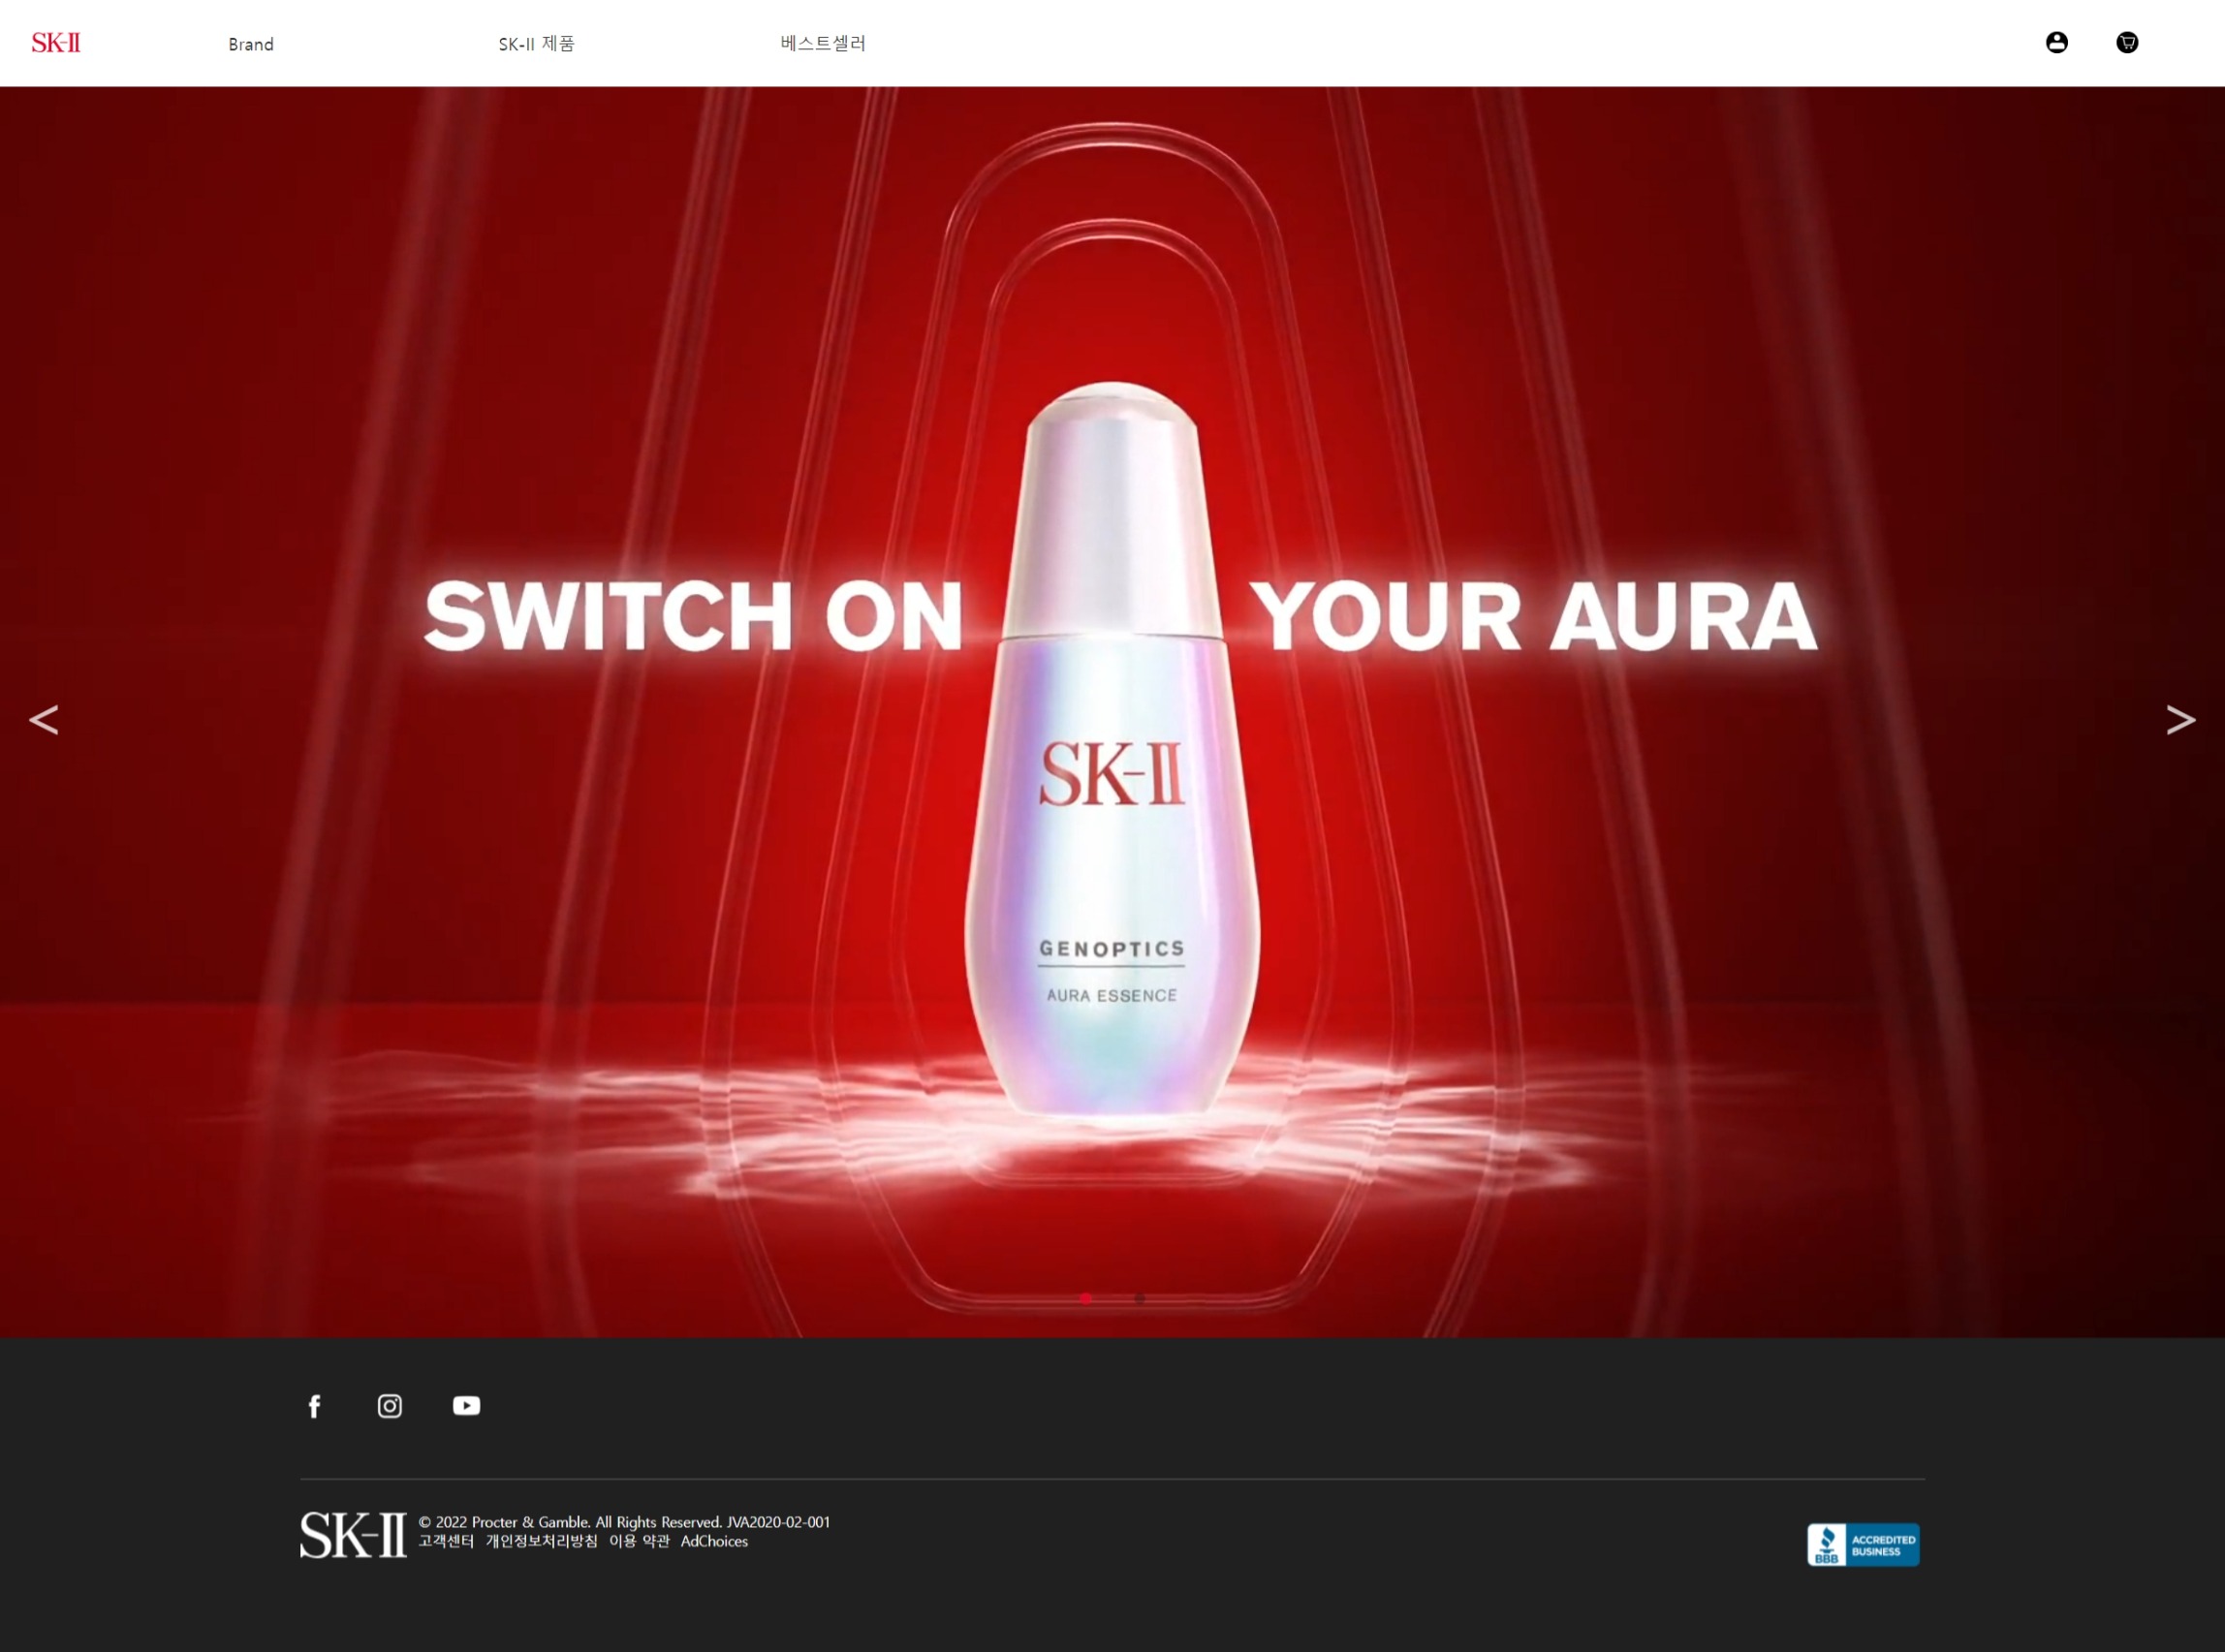 SK-II
Brand
SK-II 제품
베스트셀러
SWITCH ON YOUR AURA
<
>
SK-II
GENOPTICS
AURA ESSENCE
SK-II
© 2022 Procter & Gamble. All Rights Reserved. JVA2020-02-001
고객센터 개인정보처리방침 이용 약관 AdChoices
BBB
ACCREDITED
BUSINESS